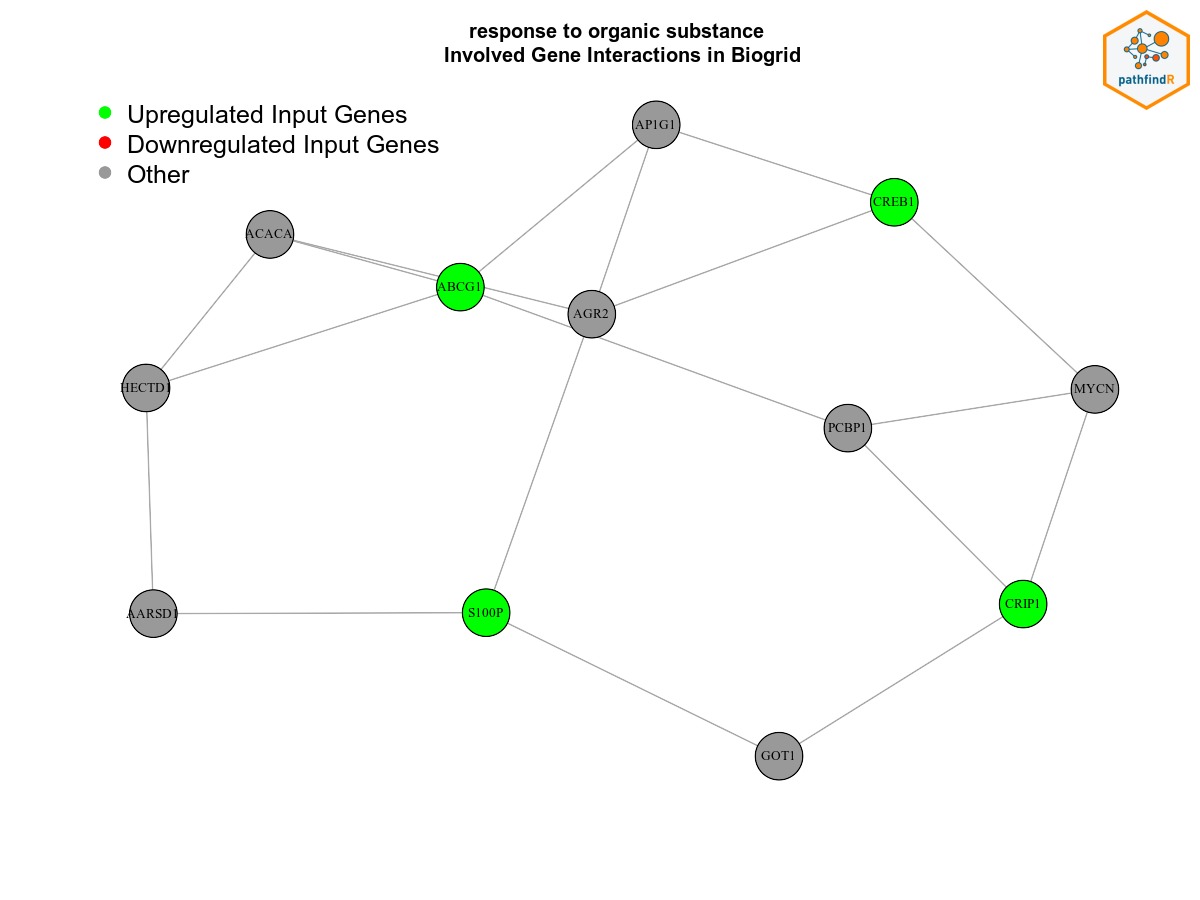 response to organic substance
Involved Gene Interactions in Biogrid
pathfindR
Upregulated Input Genes
Downregulated Input Genes
Other
AP1G1
CREB1
ACACA
ABCG1
AGR2
HECTD1
MYCN
PCBP1
AARSD1
S100P
CRIP1
GOT1